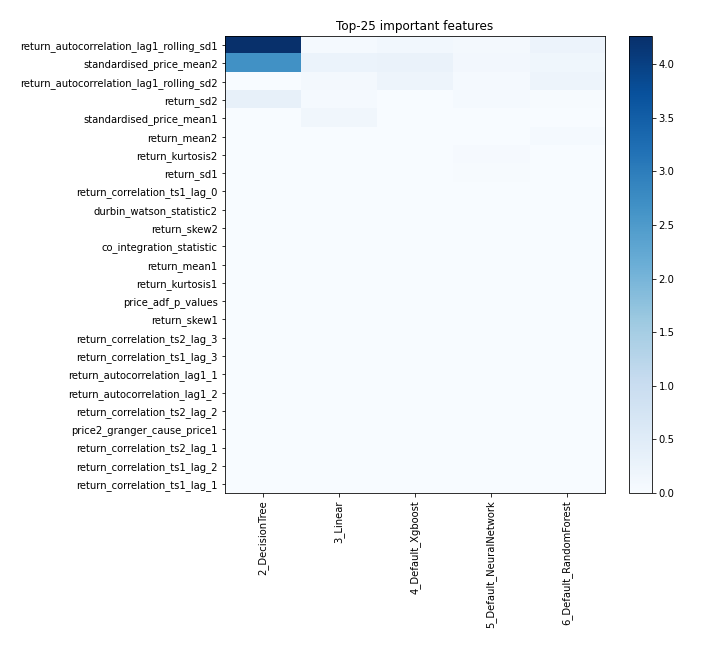 Top-25 important features
return_autocorrelation_lag1_rolling_sd1
standardised_price_mean2
return_autocorrelation_lag1_rolling_sd2
return_sd2
standardised_price_mean1
return_mean2
return_kurtosis2
return_sd1
return_correlation_ts1_lag_0
durbin_watson_statistic2
return_skew2
co_integration_statistic
return_mean1
return_kurtosis1
price_adf_p_values
return_skew1
return_correlation_ts2_lag_3
return_correlation_ts1_lag_3
return_autocorrelation_lag1_1
return_autocorrelation_lag1_2
return_correlation_ts2_lag_2
price2_granger_cause_price1
return_correlation_ts2_lag_1
return_correlation_ts1_lag_2
return_correlation_ts1_lag_1
2_DecisionTree
3_Linear
4_Default_Xgboost
5_Default_NeuralNetwork
6_Default_RandomForest
4.0
3.5
3.0
2.5
2.0
1.5
1.0
0.5
0.0